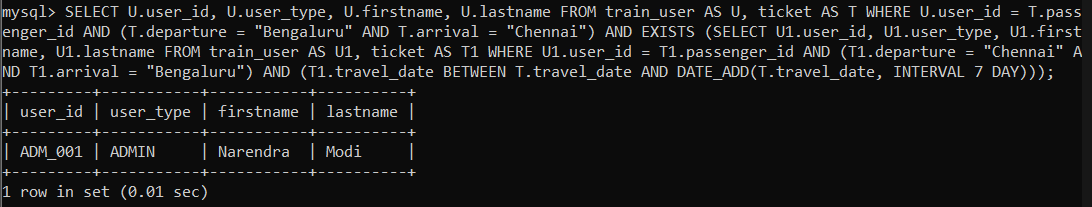 mysql> SELECT U.user_id, U.user_type, U.firstname, U.lastname FROM train_user AS U, ticket AS T WHERE U.user_id = T.pass
enger_id AND (T.departure = "Bengaluru" AND T.arrival = "Chennai") AND EXISTS (SELECT U1.user_id, U1.user_type, U1.first
name, U1.lastname FROM train_user AS U1, ticket AS T1 WHERE U1.user_id = T1.passenger_id AND (T1.departure = "Chennai" A
ND T1.arrival = "Bengaluru") AND (T1.travel_date BETWEEN T.travel_date AND DATE_ADD(T.travel_date, INTERVAL 7 DAY)));
+---------+-----------+-----------+----------+
| user_id | user_type | firstname | lastname |
+---------+-----------+-----------+----------+
| ADM_001 | ADMIN     | Narendra  | Modi     |
+---------+-----------+-----------+----------+
1 row in set (0.01 sec)